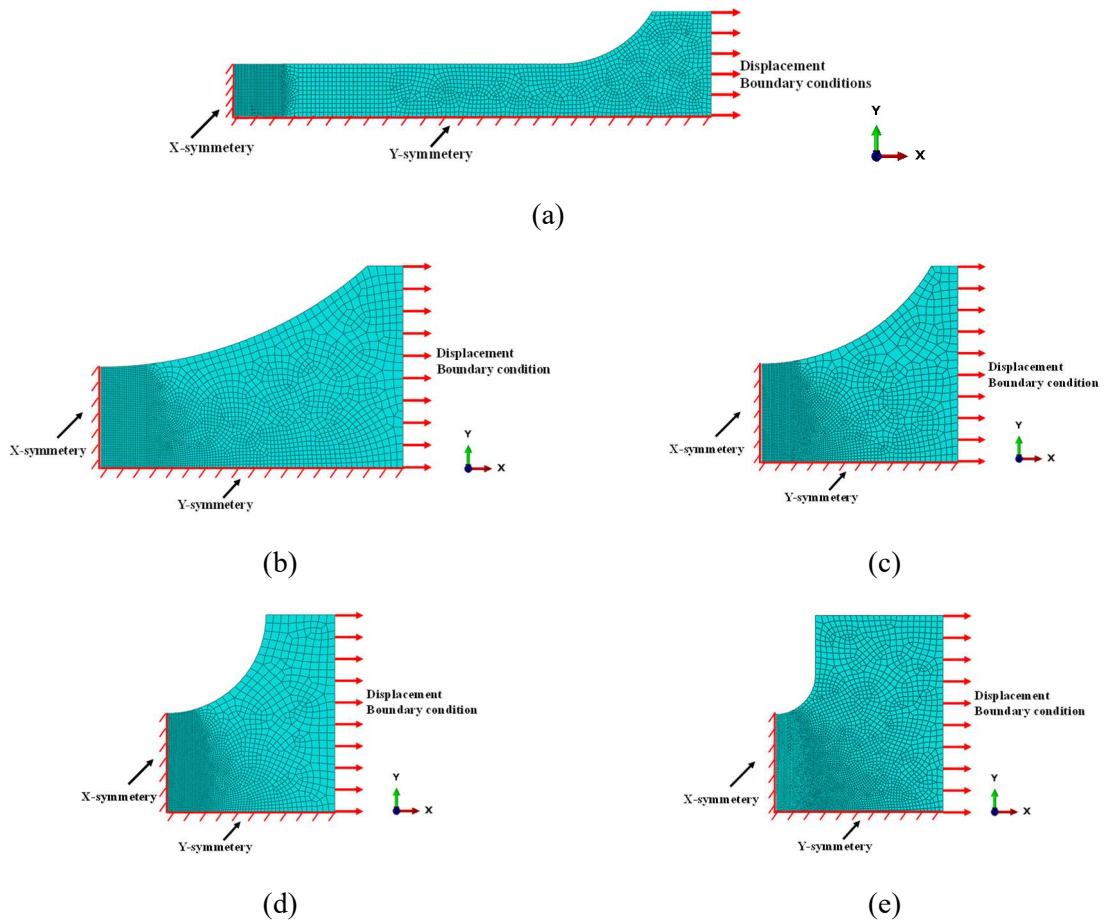 Displacement
Boundary conditions
X-symmetery
Y-symmetery
Y
X
(a)
Displacement
Boundary condition
X-symmetery
Y-symmetery
Y
X
(b)
Displacement
Boundary condition
X-symmetery
Y-symmetery
Y
X
(c)
Displacement
Boundary condition
X-symmetery
Y-symmetery
Y
X
(d)
Displacement
Boundary condition
X-symmetery
Y-symmetery
Y
X
(e)